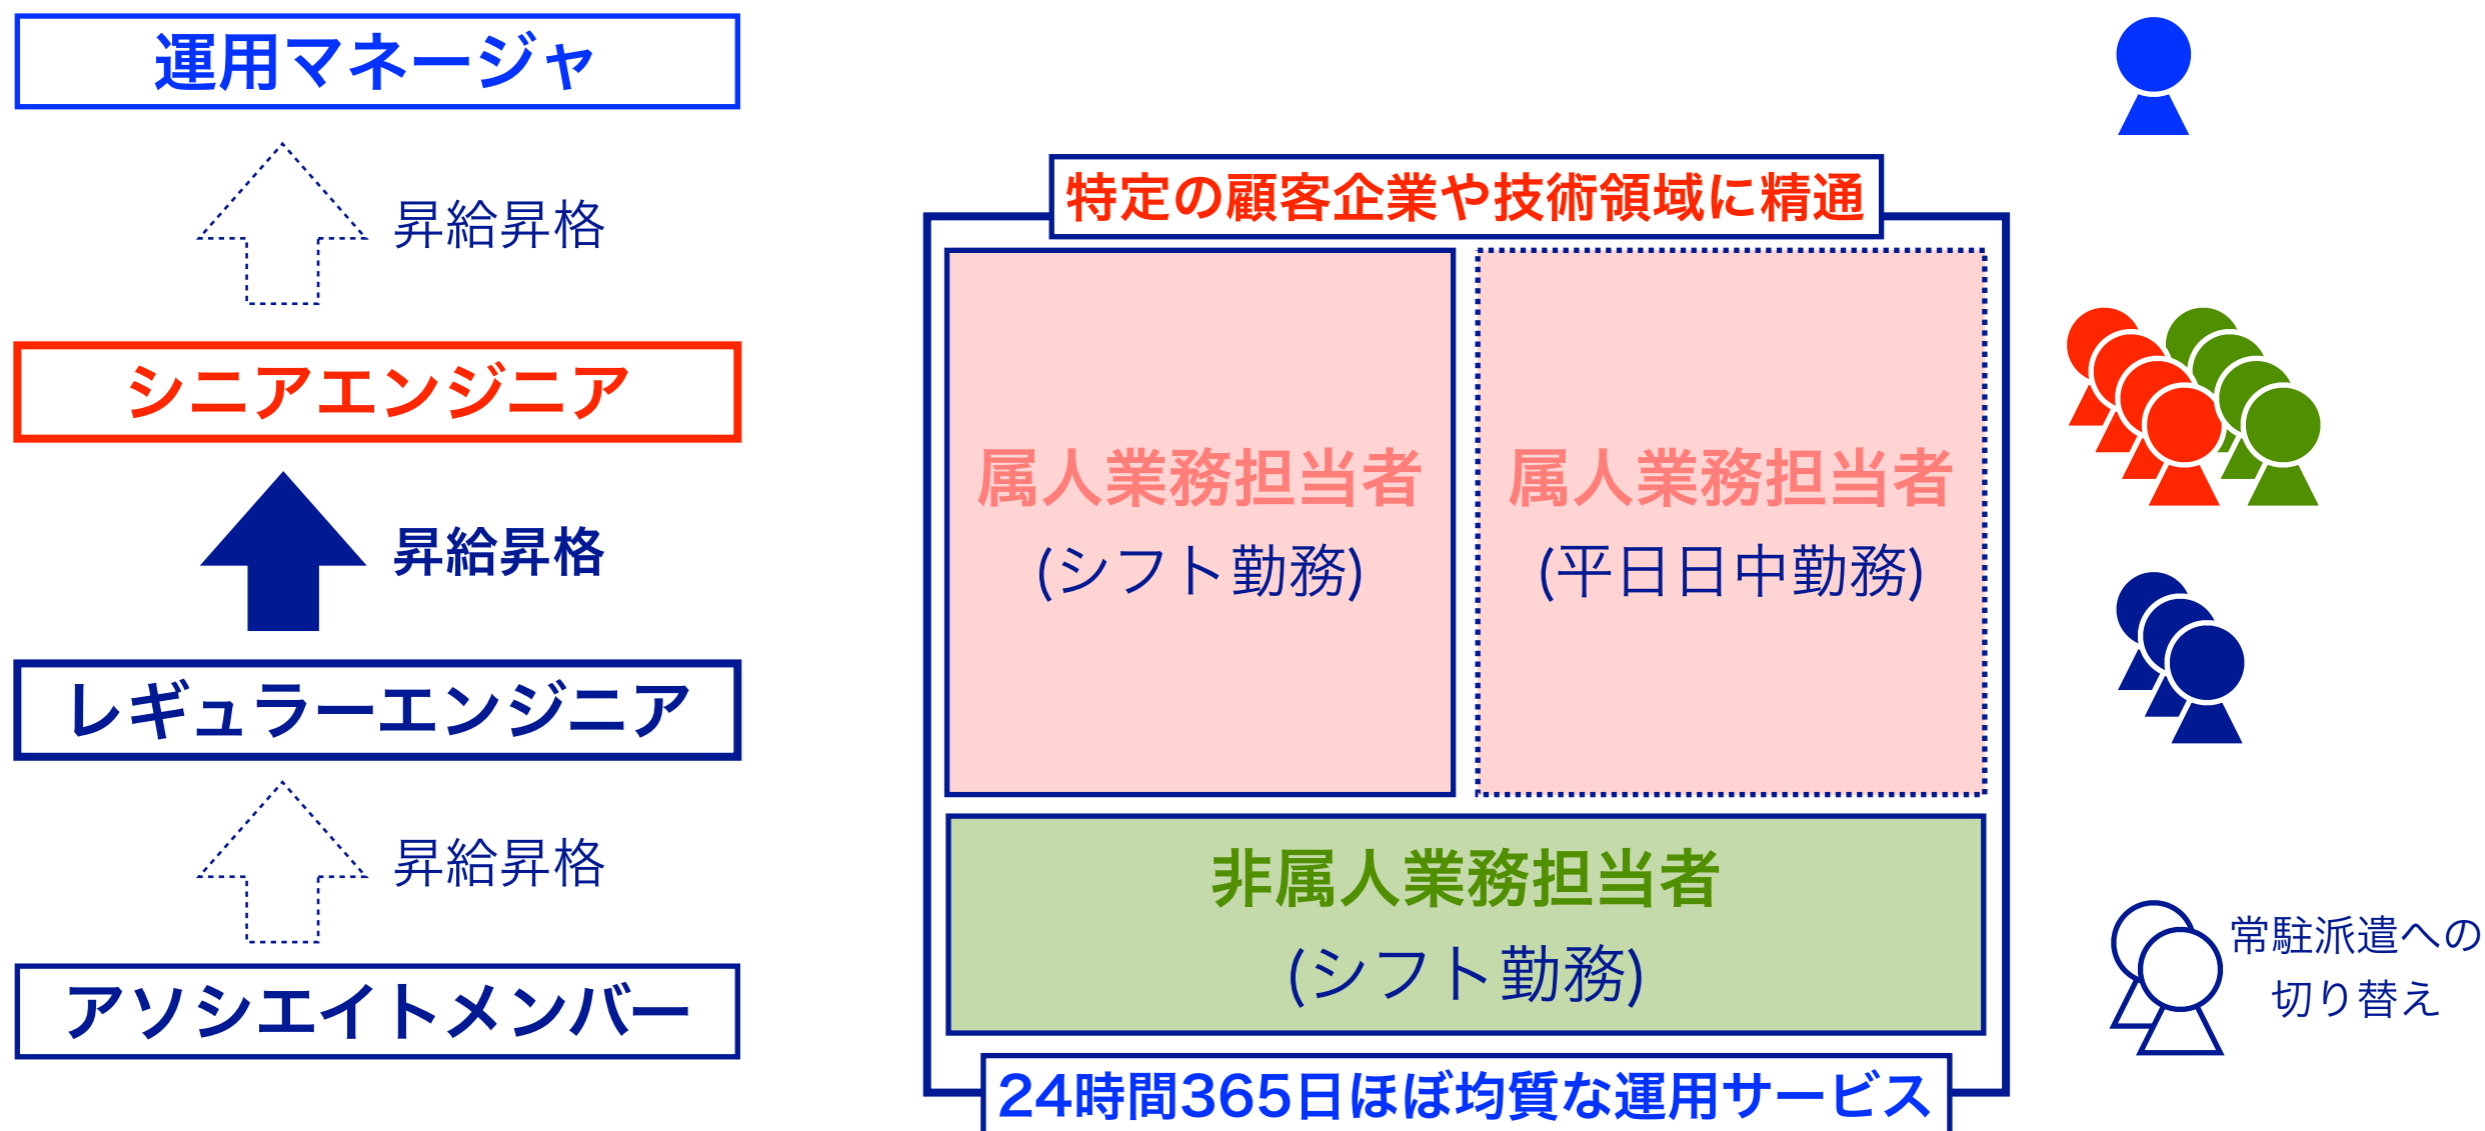 運用マネージャ
昇給昇格
シニアエンジニア
昇給昇格
レギュラーエンジニア
昇給昇格
アソシエイトメンバー
特定の顧客企業や技術領域に精通
属人業務担当者
(シフト勤務)
属人業務担当者
(平日日中勤務)
非属人業務担当者
(シフト勤務)
24時間365日ほぼ均質な運用サービス
常駐派遣への
切り替え